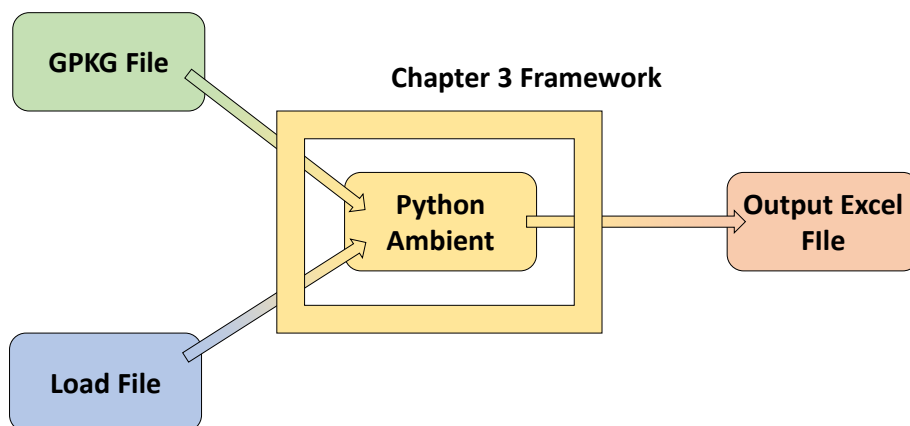 GPKG File
Chapter 3 Framework
Python
Ambient
Output Excel
FIle
Load File